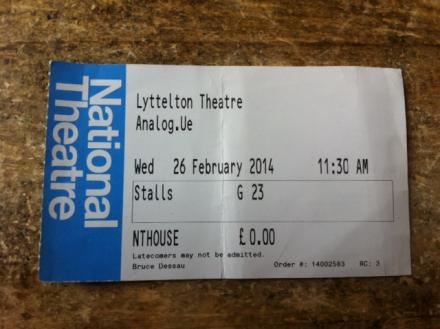 National
Theatre
Lyttelton Theatre
Analog.Ue
Wed 26 February 2014 11:30 AM
Stalls G 23
NTHOUSE £0.00
Latecomers may not be admitted.
Bruce Dessau Order #: 14002583 RC: 3